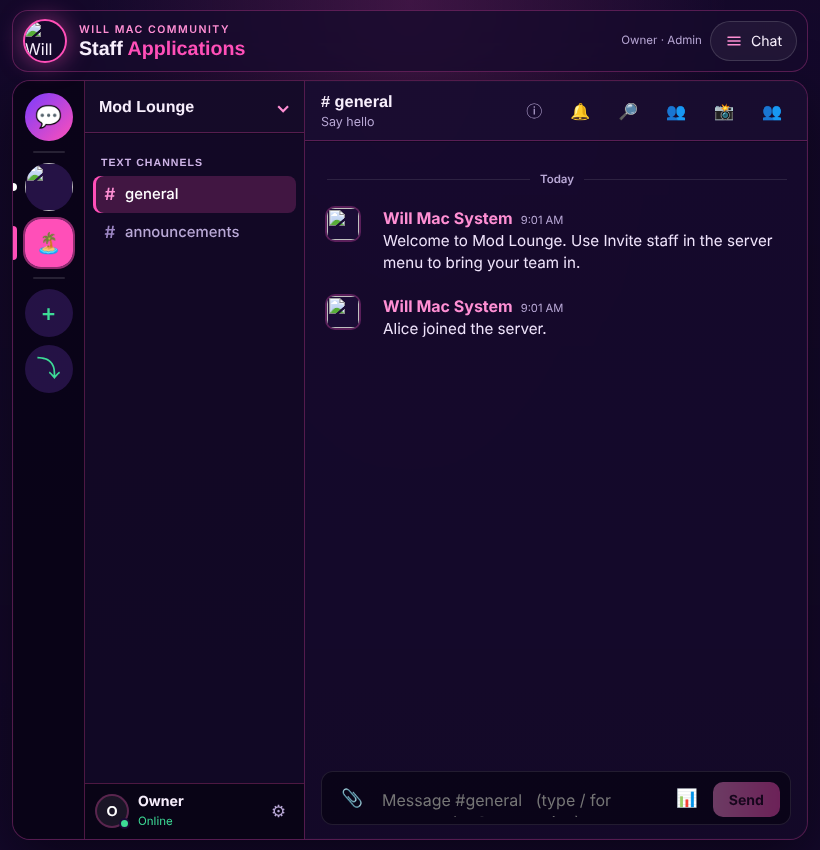 Will
WILL MAC COMMUNITY
Staff Applications
Owner · Admin
Chat
Mod Lounge
TEXT CHANNELS
# general
# announcements
# general
Say hello
Today
Will Mac System 9:01 AM
Welcome to Mod Lounge. Use Invite staff in the server
menu to bring your team in.
Will Mac System 9:01 AM
Alice joined the server.
O
Owner
Online
Message #general (type / for
Send